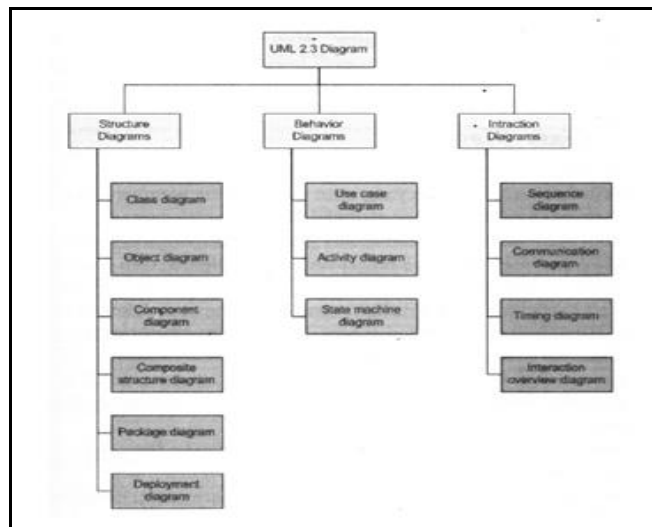 UML 2.3 Diagram
Structure
Diagrams
Behavior
Diagrams
Intraction
Diagrams
Class diagram
Object diagram
Component
diagram
Composite
structure diagram
Package diagram
Deployment
diagram
Use case
diagram
Activity diagram
State machine
diagram
Sequence
diagram
Communication
diagram
Timing diagram
Interaction
overview diagram